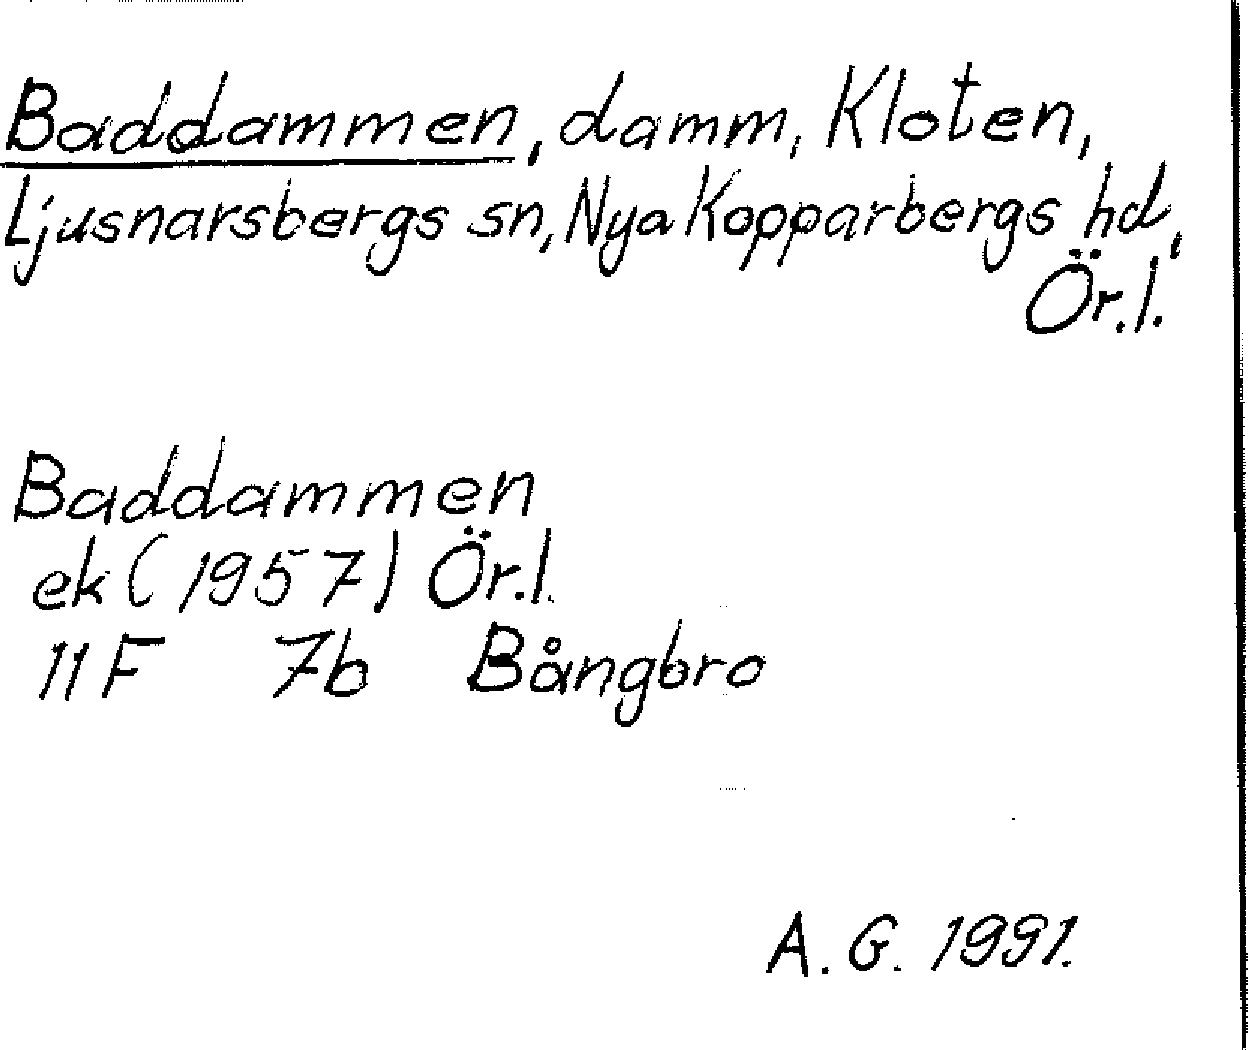 Baddammen, damm, Kloten,
Ljusnarsbergs sn, Nya Kopparbergs hd,
Ör.l.
Baddammen
ek (1957) Ör.l.
11F 7b Bångbro
A. G. 1991.